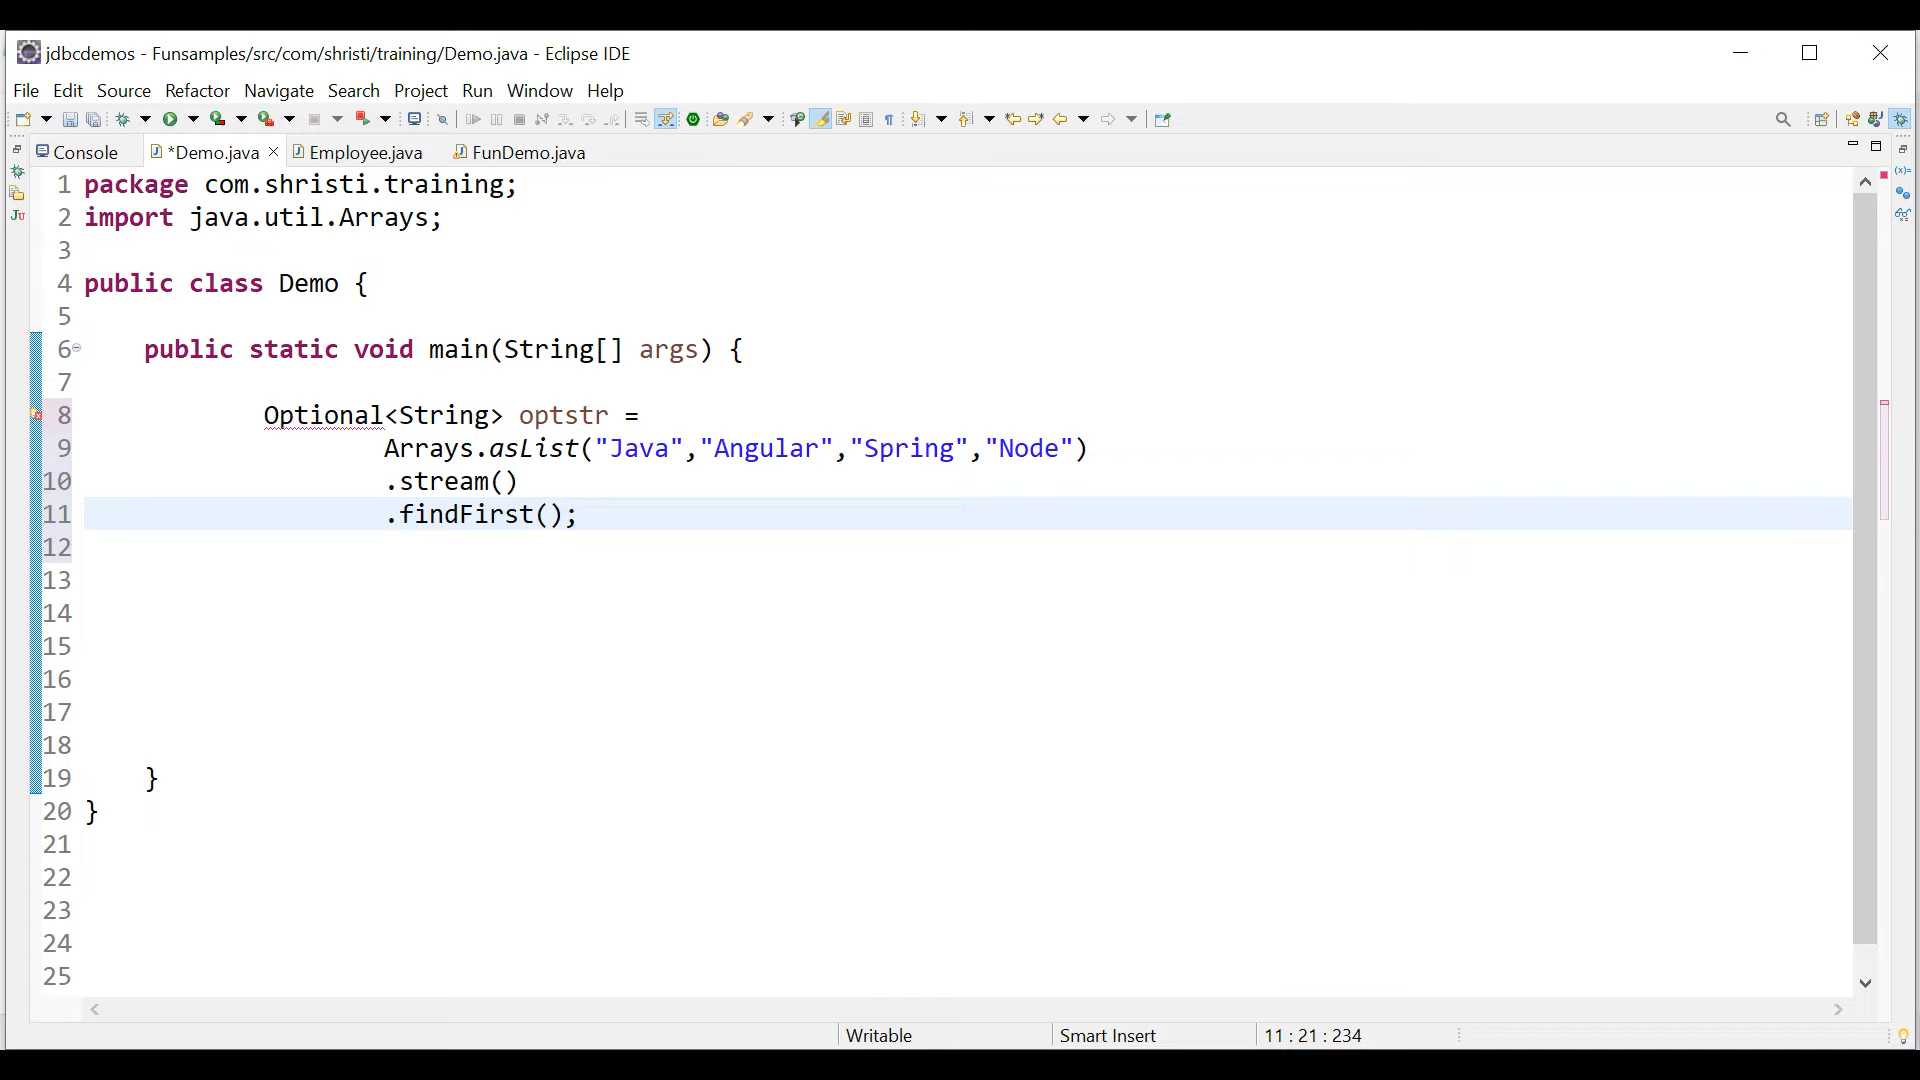 jdbcdemos - Funsamples/src/com/shristi/training/Demo.java - Eclipse IDE
File Edit Source Refactor Navigate Search Project Run Window Help
Console *Demo.java Employee.java FunDemo.java
1 package com.shristi.training;
2 import java.util.Arrays;
3
4 public class Demo {
5
6 public static void main(String[] args) {
7
8 Optional<String> optstr =
9 Arrays.asList("Java","Angular","Spring","Node")
10 .stream()
11 .findFirst();
12
13
14
15
16
17
18
19 }
20 }
21
22
23
24
25
Writable Smart Insert 11 : 21 : 234